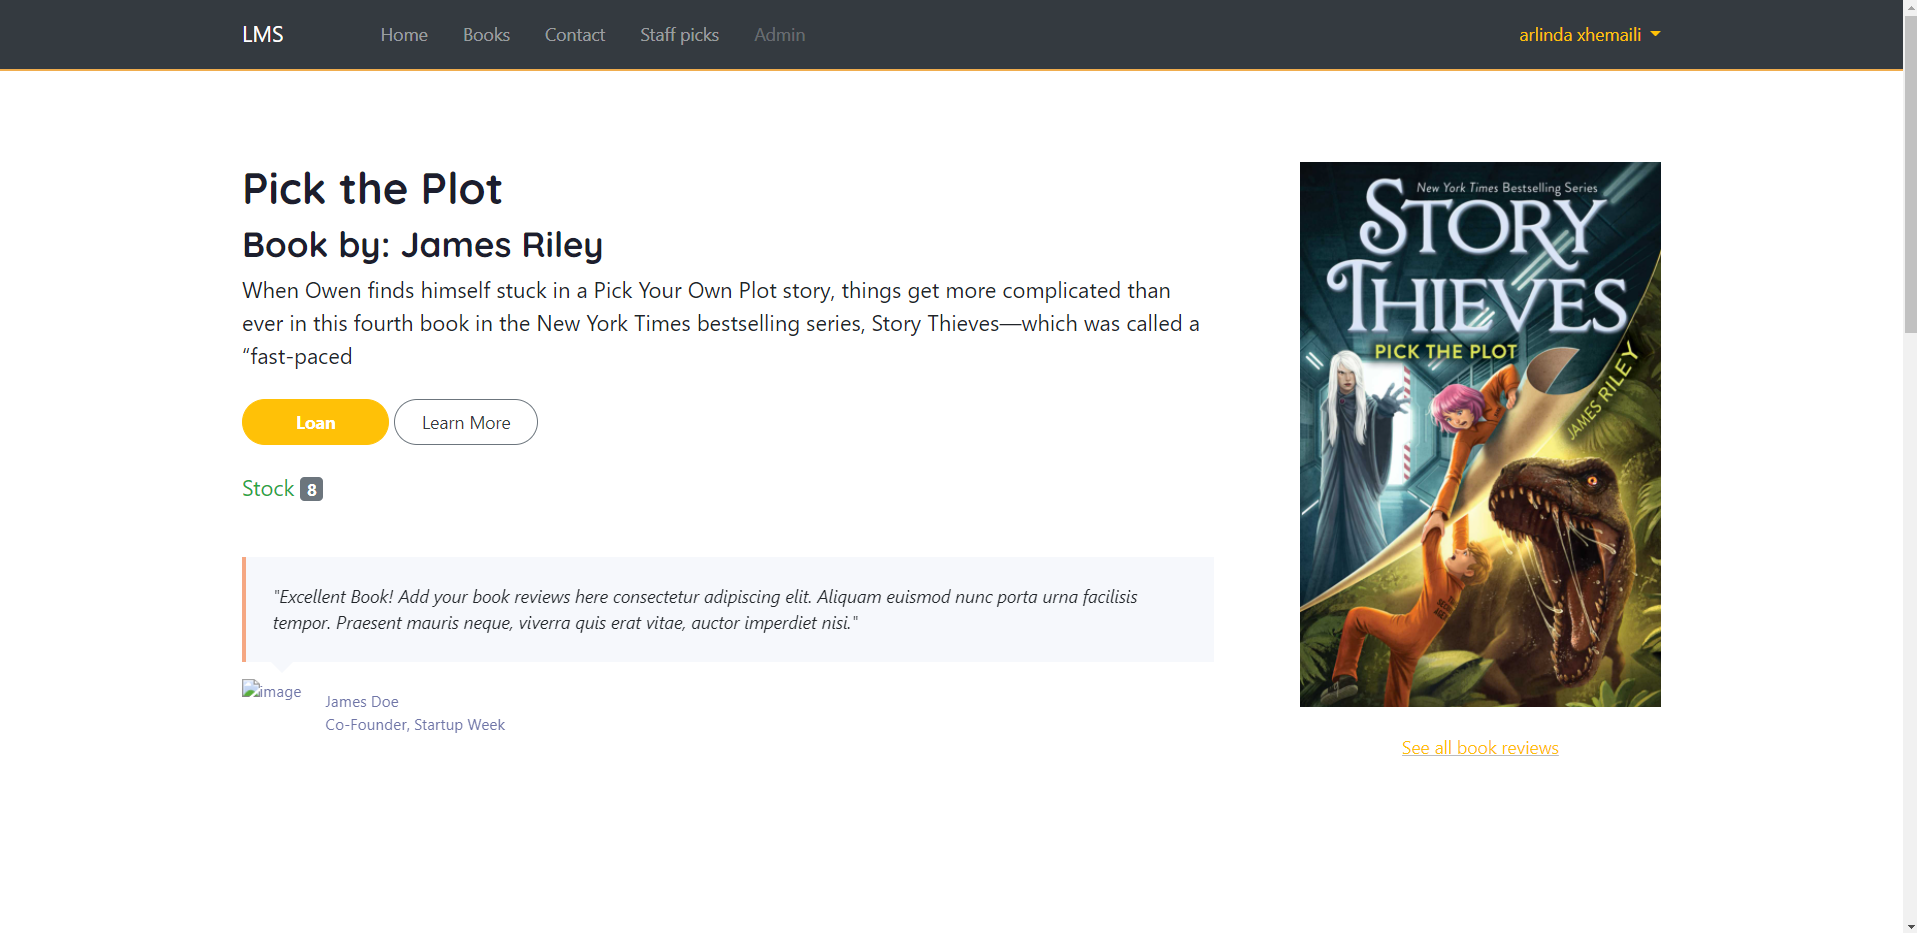 LMS
Home
Books
Contact
Staff picks
Admin
arlinda xhemaili
Pick the Plot
Book by: James Riley
When Owen finds himself stuck in a Pick Your Own Plot story, things get more complicated than
ever in this fourth book in the New York Times bestselling series, Story Thieves—which was called a
“fast-paced
Loan
Learn More
Stock 8
"Excellent Book! Add your book reviews here consectetur adipiscing elit. Aliquam euismod nunc porta urna facilisis
tempor. Praesent mauris neque, viverra quis erat vitae, auctor imperdiet nisi."
image
James Doe
Co-Founder, Startup Week
New York Times Bestselling Series
STORY
THIEVES
PICK THE PLOT
JAMES RILEY
See all book reviews